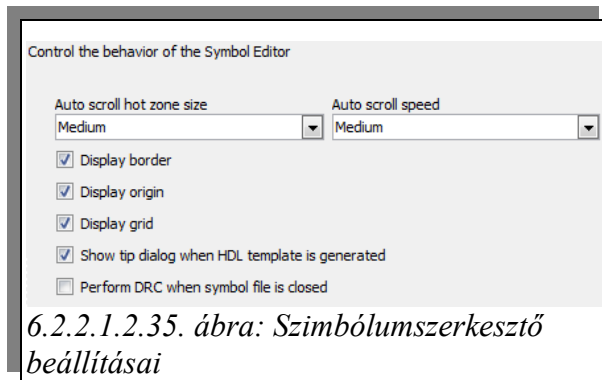 Control the behavior of the Symbol Editor
Auto scroll hot zone size Auto scroll speed
Medium Medium
Display border
Display origin
Display grid
Show tip dialog when HDL template is generated
Perform DRC when symbol file is closed
6.2.2.1.2.35. ábra: Szimbólumszerkesztő
beállításai